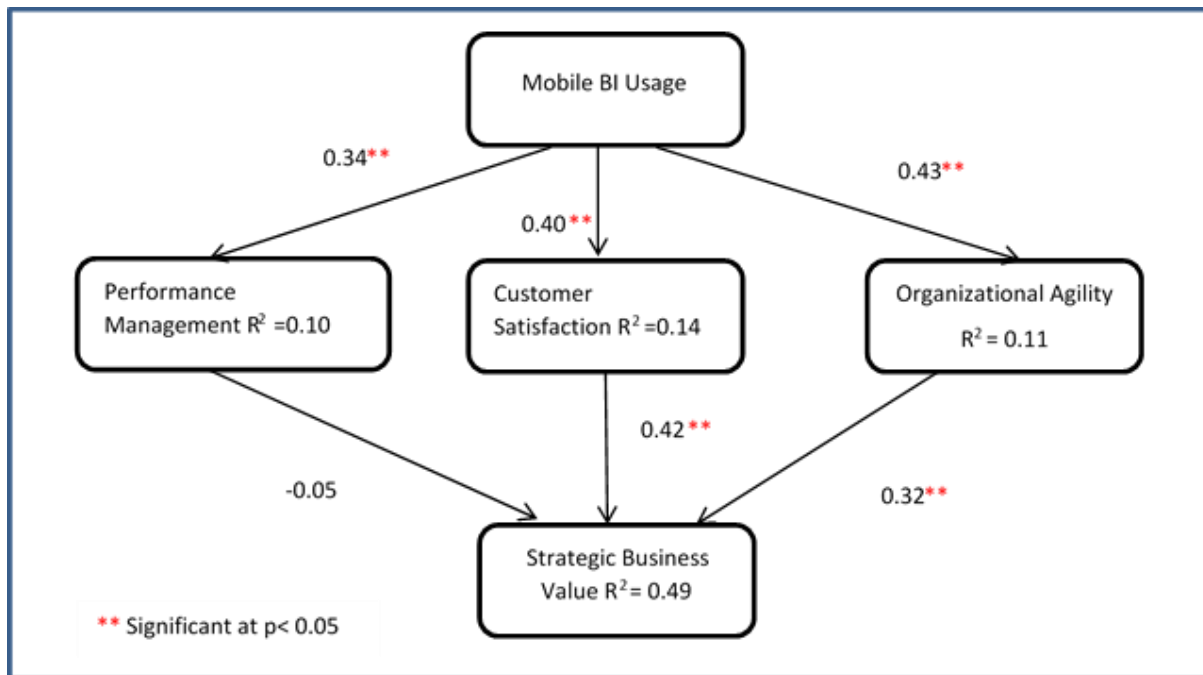 Mobile BI Usage
0.34**
0.43**
0.40**
Performance
Management R² =0.10
Customer
Satisfaction R² =0.14
Organizational Agility
R² = 0.11
0.42**
-0.05
0.32**
Strategic Business
Value R² = 0.49
** Significant at p< 0.05